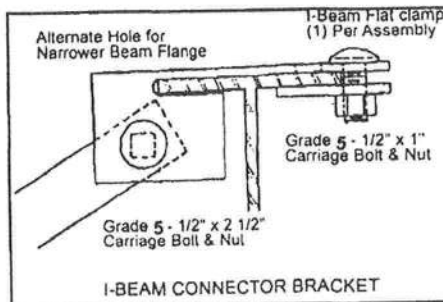 I-Beam Flat clamp
(1) Per Assembly
Alternate Hole for
Narrower Beam Flange
Grade 5 - 1/2" x 1"
Carriage Bolt & Nut
Grade 5 - 1/2" x 2 1/2"
Carriage Bolt & Nut
I-BEAM CONNECTOR BRACKET